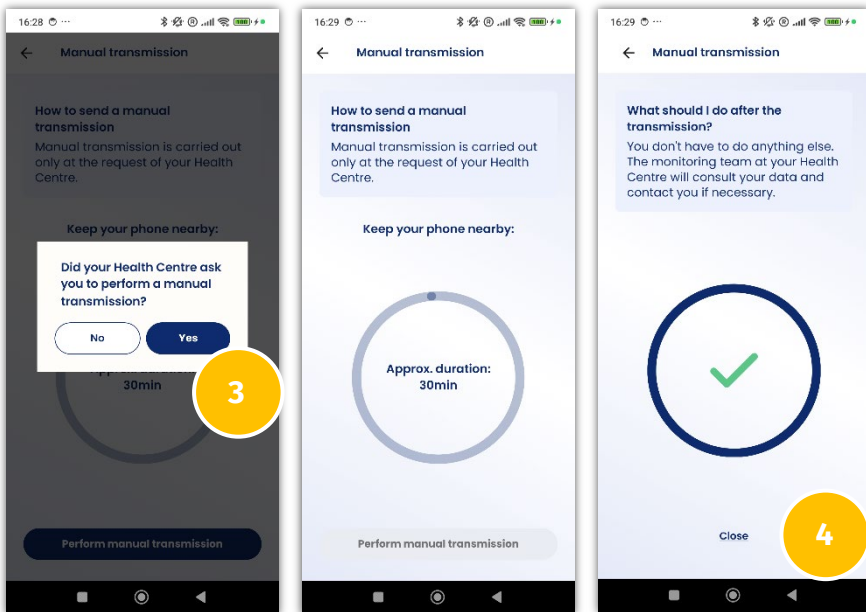 16:28
100
Manual transmission
How to send a manual
transmission
Manual transmission is carried out
only at the request of your Health
Centre.
Keep your phone nearby:
Did your Health Centre ask
you to perform a manual
transmission?
No
Yes
30min
3
Perform manual transmission
16:29
100
Manual transmission
How to send a manual
transmission
Manual transmission is carried out
only at the request of your Health
Centre.
Keep your phone nearby:
Approx. duration:
30min
Perform manual transmission
16:29
100
Manual transmission
What should I do after the
transmission?
You don't have to do anything else.
The monitoring team at your Health
Centre will consult your data and
contact you if necessary.
Close
4